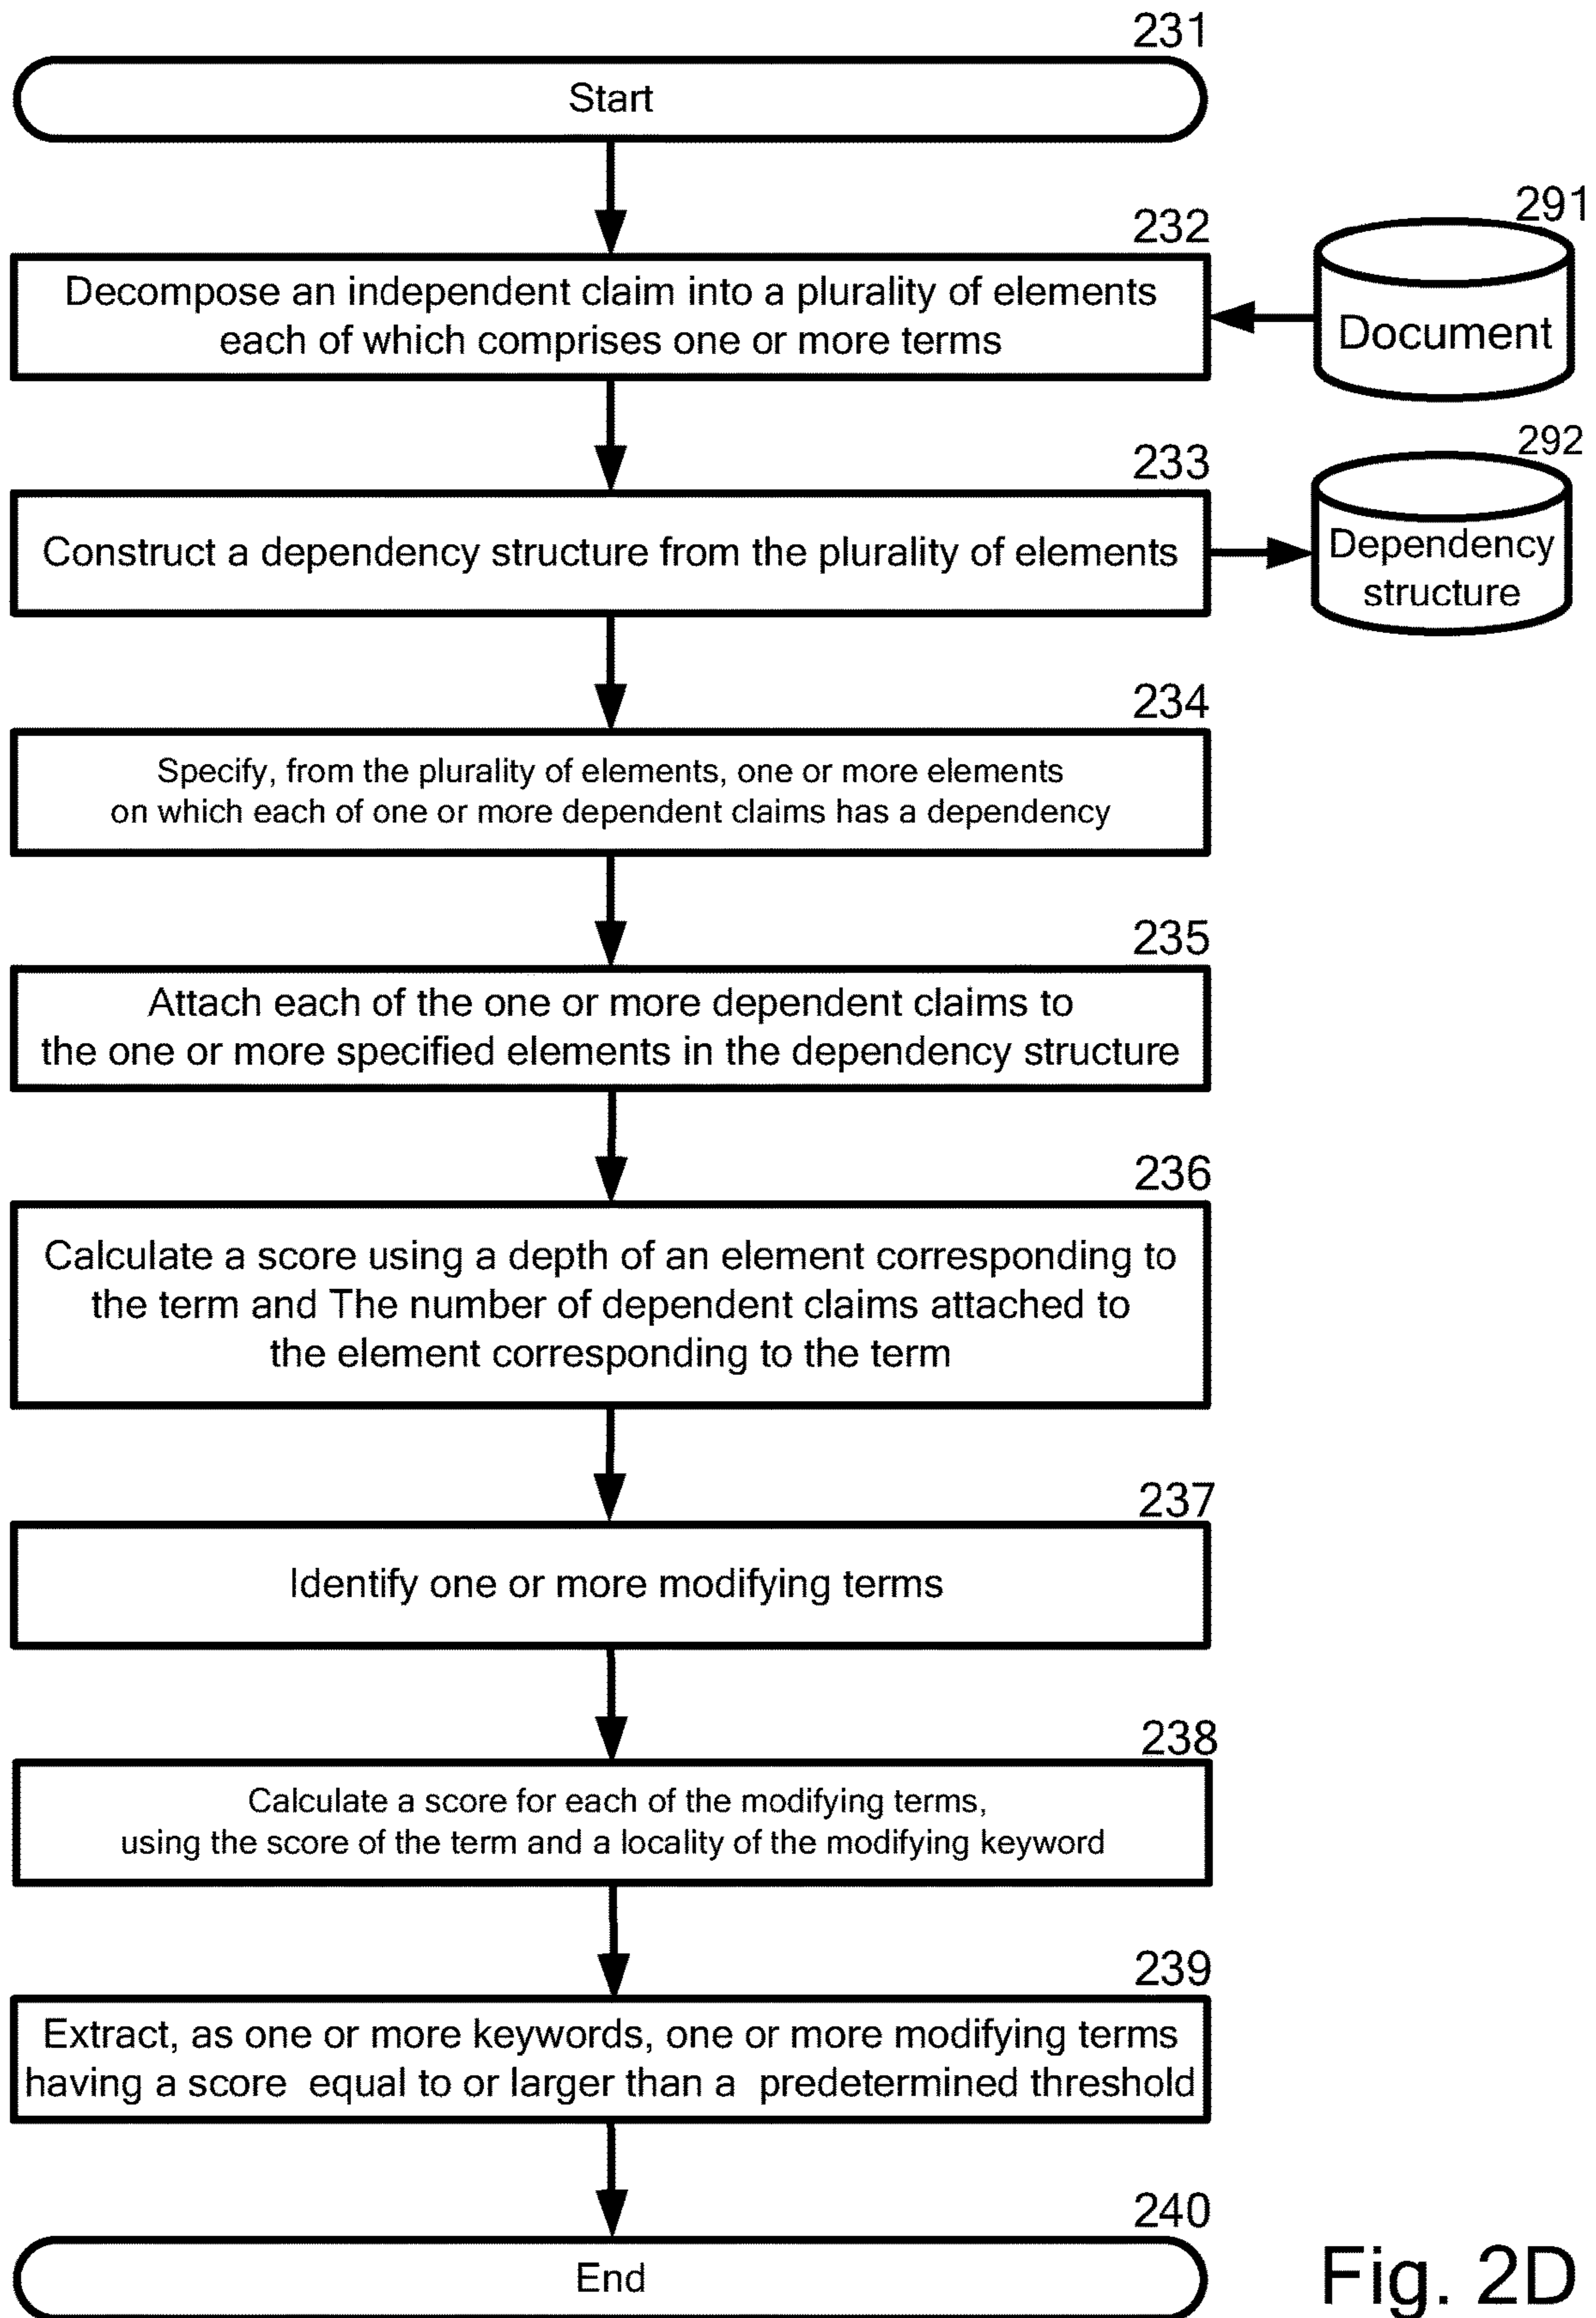 231
Start
232
Decompose an independent claim into a plurality of elements
each of which comprises one or more terms
291
Document
233
Construct a dependency structure from the plurality of elements
292
Dependency
structure
234
Specify, from the plurality of elements, one or more elements
on which each of one or more dependent claims has a dependency
235
Attach each of the one or more dependent claims to
the one or more specified elements in the dependency structure
236
Calculate a score using a depth of an element corresponding to
the term and The number of dependent claims attached to
the element corresponding to the term
237
Identify one or more modifying terms
238
Calculate a score for each of the modifying terms,
using the score of the term and a locality of the modifying keyword
239
Extract, as one or more keywords, one or more modifying terms
having a score equal to or larger than a predetermined threshold
240
End
Fig. 2D